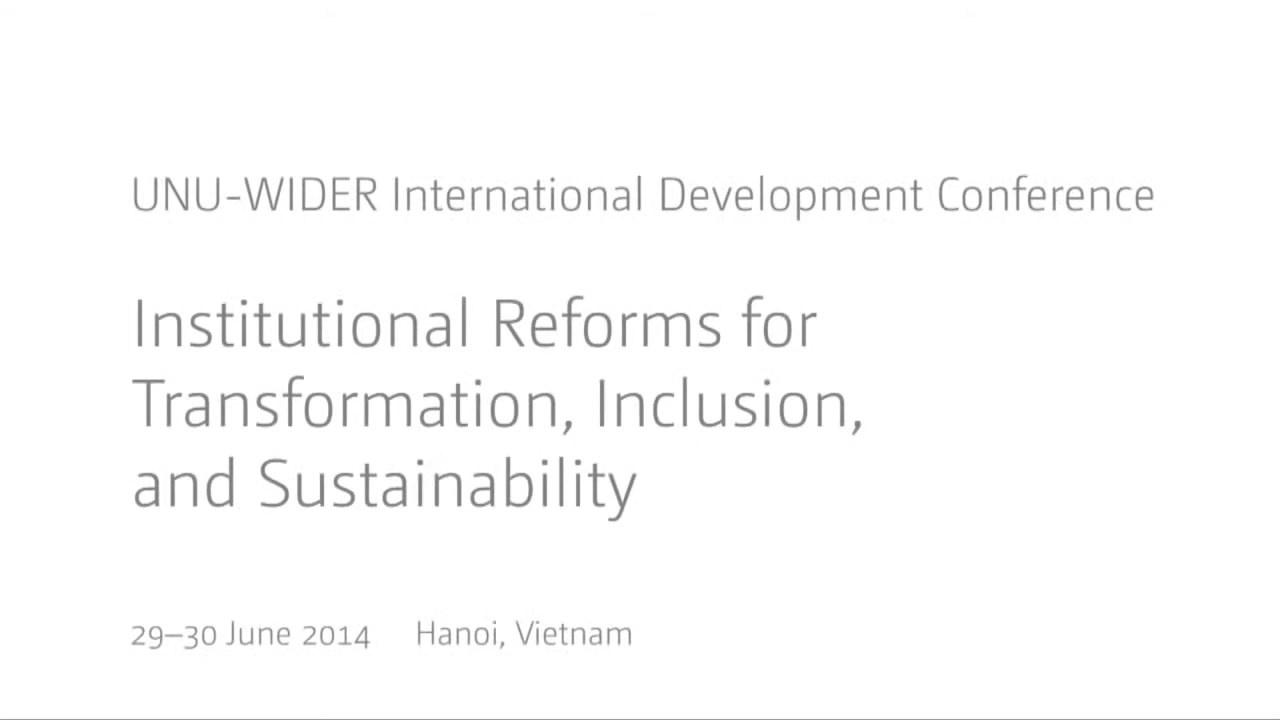 UNU-WIDER International Development Conference
Institutional Reforms for
Transformation, Inclusion,
and Sustainability
29–30 June 2014 Hanoi, Vietnam